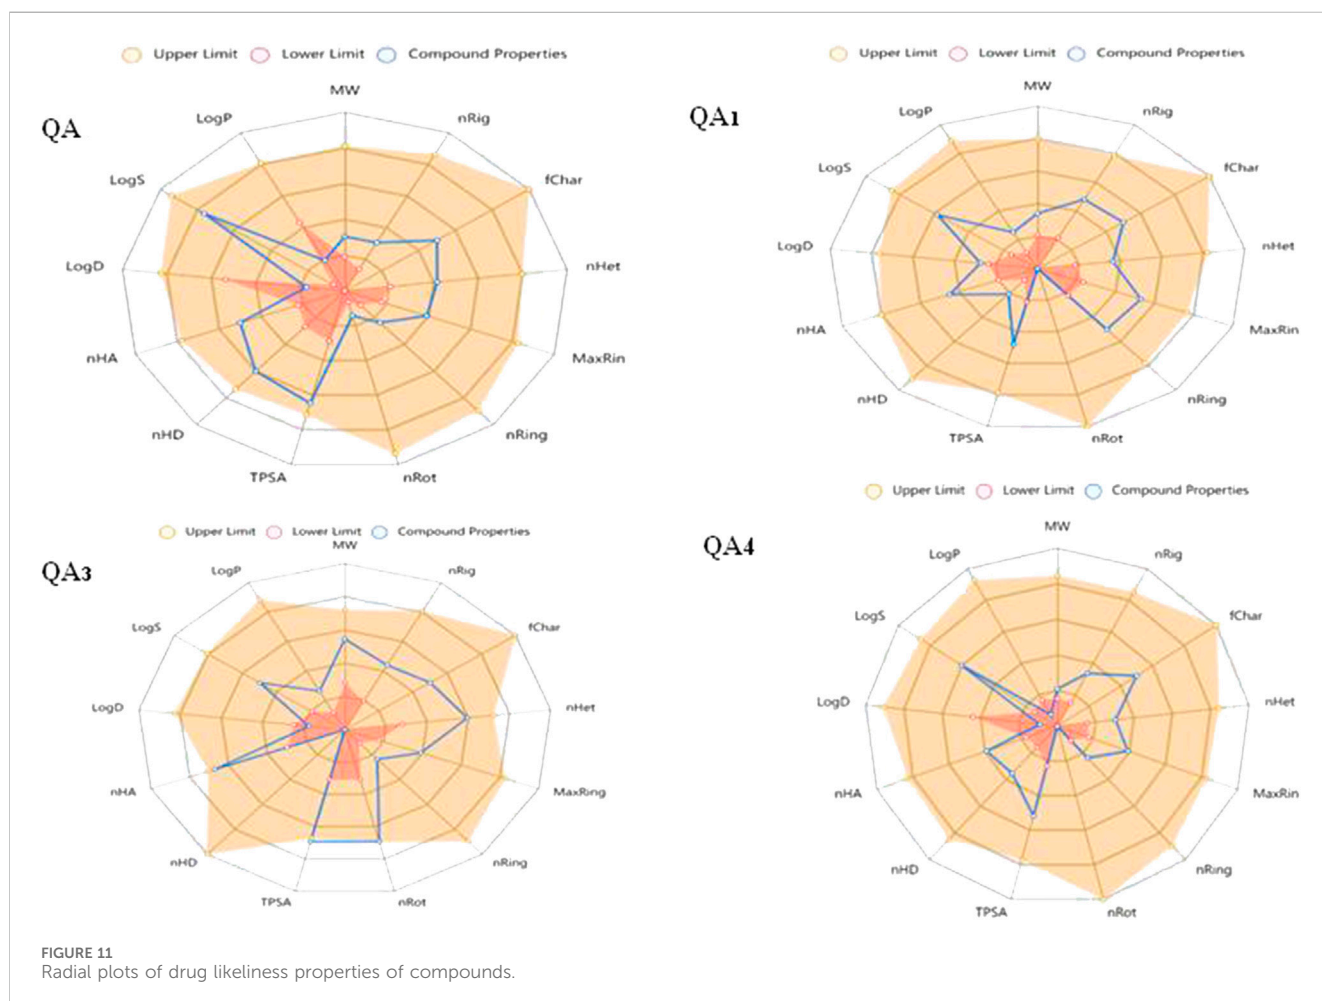 Upper Limit Lower Limit Compound Properties
QA
MW
nRig
fChar
nHet
MaxRin
nRing
nRot
TPSA
nHD
nHA
LogD
LogS
LogP
Upper Limit Lower Limit Compound Properties
QA1
MW
nRig
fChar
nHet
MaxRin
nRing
nRot
TPSA
nHD
nHA
LogD
LogS
LogP
Upper Limit Lower Limit Compound Properties
QA3
MW
nRig
fChar
nHet
MaxRing
nRing
nRot
TPSA
nHD
nHA
LogD
LogS
LogP
Upper Limit Lower Limit Compound Properties
QA4
MW
nRig
fChar
nHet
MaxRin
nRing
nRot
TPSA
nHD
nHA
LogD
LogS
LogP
FIGURE 11
Radial plots of drug likeliness properties of compounds.